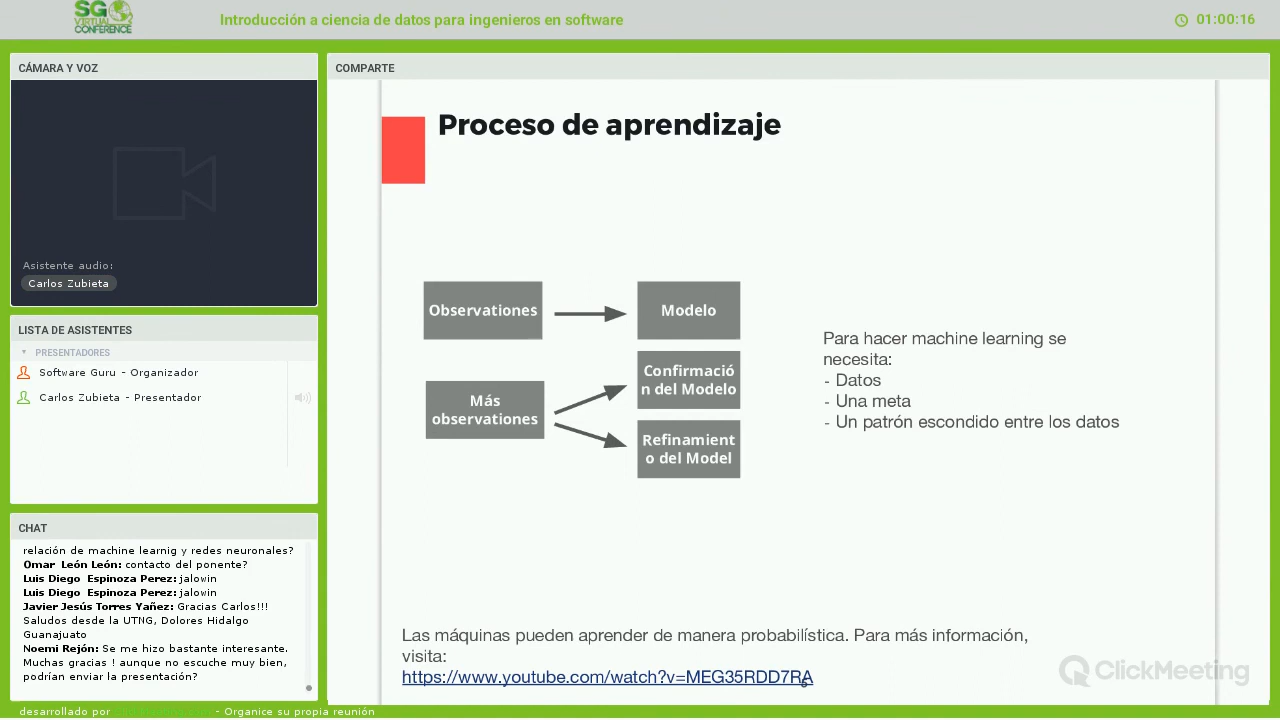 SG
VIRTUAL
CONFERENCE
Introducción a ciencia de datos para ingenieros en software
01:00:16
CÁMARA Y VOZ
Asistente audio:
Carlos Zubieta
LISTA DE ASISTENTES
PRESENTADORES
Software Guru - Organizador
Carlos Zubieta - Presentador
CHAT
relación de machine learnig y redes neuronales?
Omar León León: contacto del ponente?
Luis Diego Espinoza Perez: jalowin
Luis Diego Espinoza Perez: jalowin
Javier Jesús Torres Yañez: Gracias Carlos!!!
Saludos desde la UTNG, Dolores Hidalgo
Guanajuato
Noemi Rejón: Se me hizo bastante interesante.
Muchas gracias ! aunque no escuche muy bien,
podrían enviar la presentación?
desarrollado por
- Organice su propia reunión
COMPARTE
Proceso de aprendizaje
Observationes
Modelo
Más
observationes
Confirmació
n del Modelo
Refinamient
o del Model
Para hacer machine learning se
necesita:
- Datos
- Una meta
- Un patrón escondido entre los datos
Las máquinas pueden aprender de manera probabilística. Para más información,
visita:
https://www.youtube.com/watch?v=MEG35RDD7RA
ClickMeeting